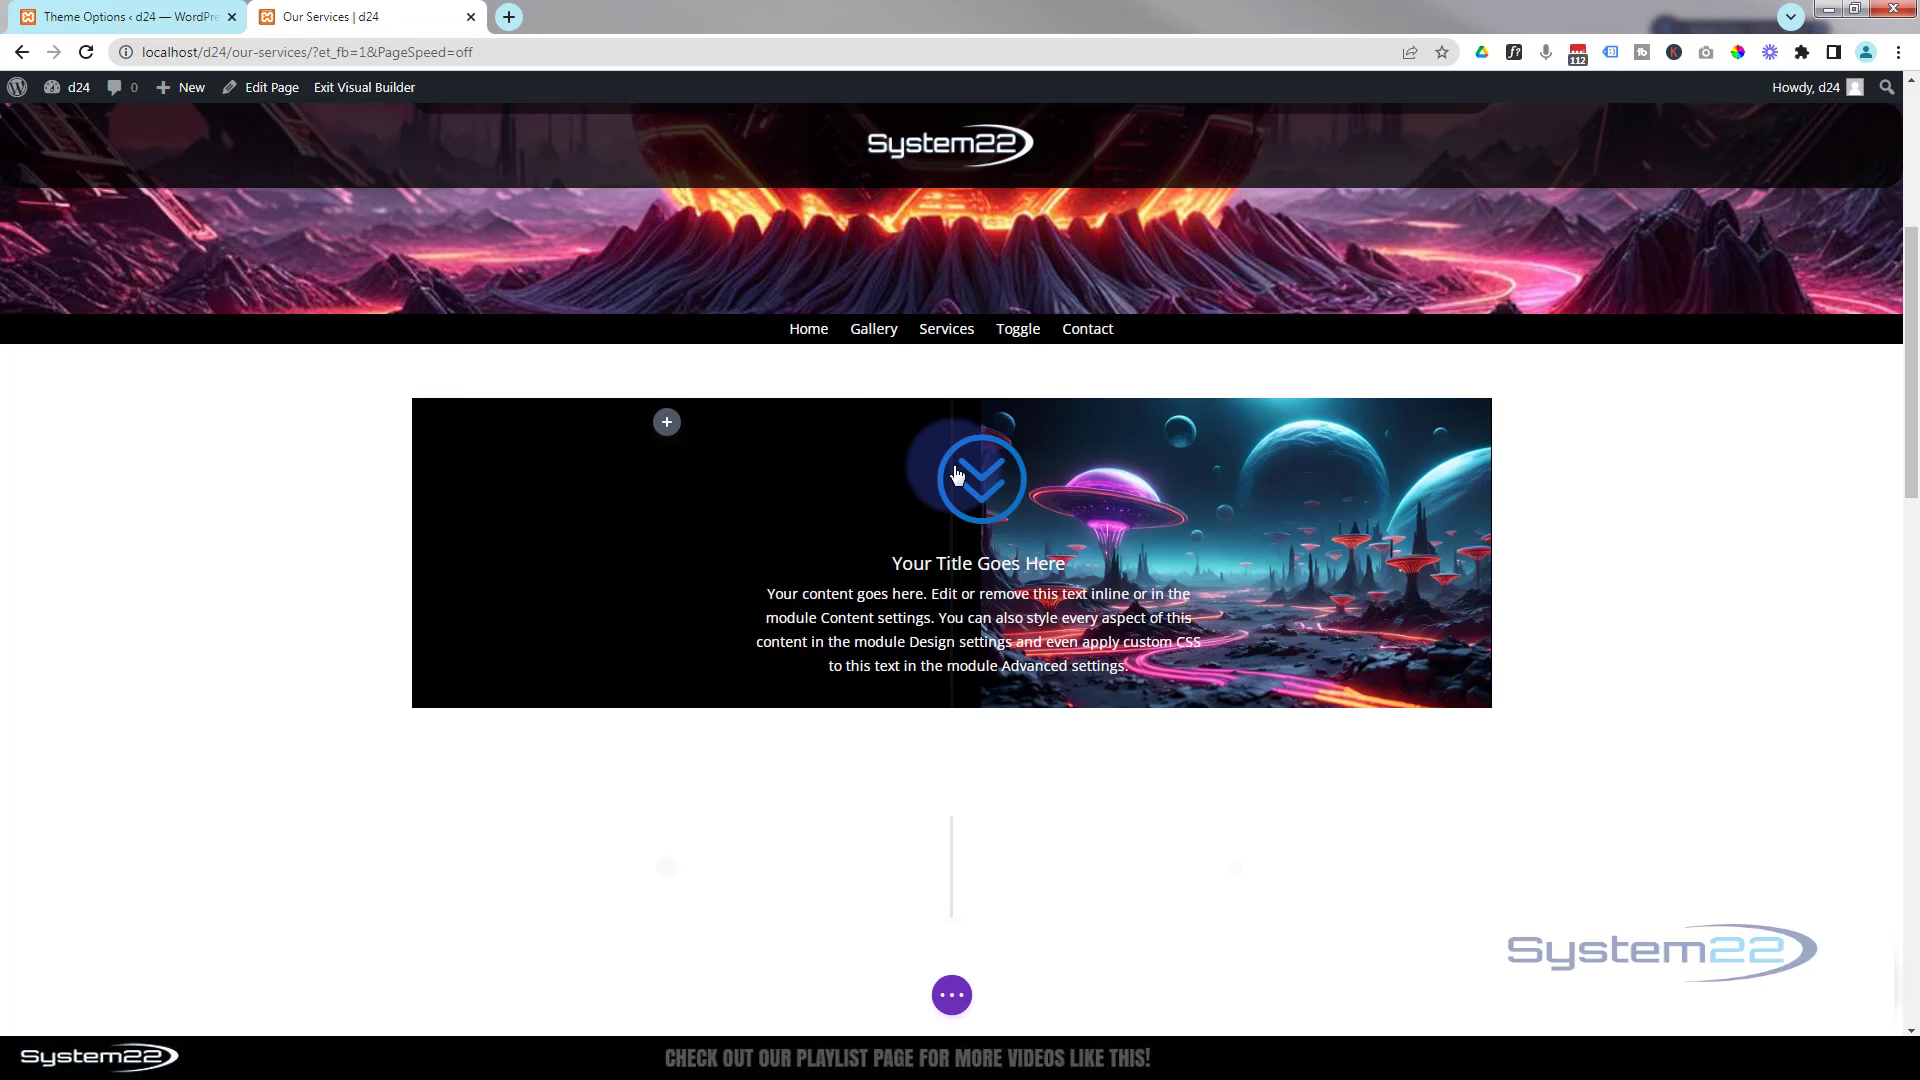 Theme Options ‹ d24 — WordPre
Our Services | d24
localhost/d24/our-services/?et_fb=1&PageSpeed=off
112
d24
0
New
Edit Page
Exit Visual Builder
Howdy, d24
System22
Home
Gallery
Services
Toggle
Contact
Your Title Goes Here
Your content goes here. Edit or remove this text inline or in the
module Content settings. You can also style every aspect of this
content in the module Design settings and even apply custom CSS
to this text in the module Advanced settings.
System22
System22
CHECK OUT OUR PLAYLIST PAGE FOR MORE VIDEOS LIKE THIS!